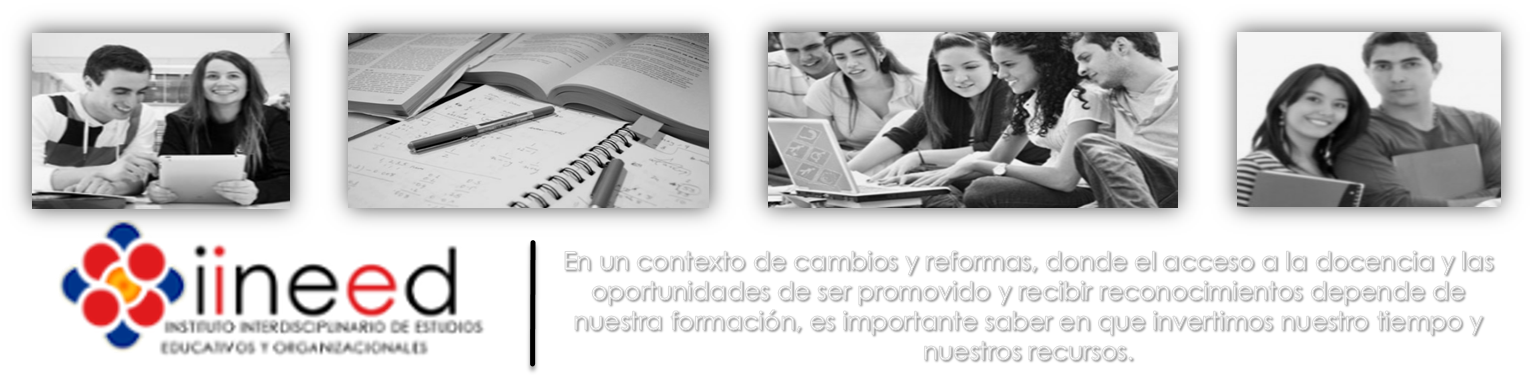 iineed
INSTITUTO INTERDISCIPLINARIO DE ESTUDIOS
EDUCATIVOS Y ORGANIZACIONALES
En un contexto de cambios y reformas, donde el acceso a la docencia y las
oportunidades de ser promovido y recibir reconocimientos depende de
nuestra formación, es importante saber en que invertimos nuestro tiempo y
nuestros recursos.